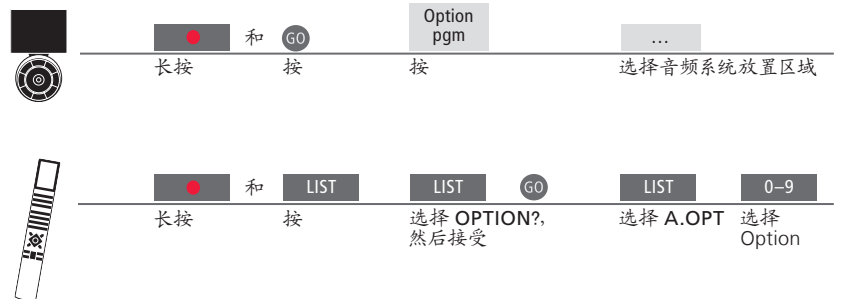 Option
pgm
和 GO ...
长按 按 按 选择音频系统放置区域
和 LIST LIST GO LIST 0–9
长按 按 选择 OPTION?, 选择 A.OPT 选择
然后接受 Option